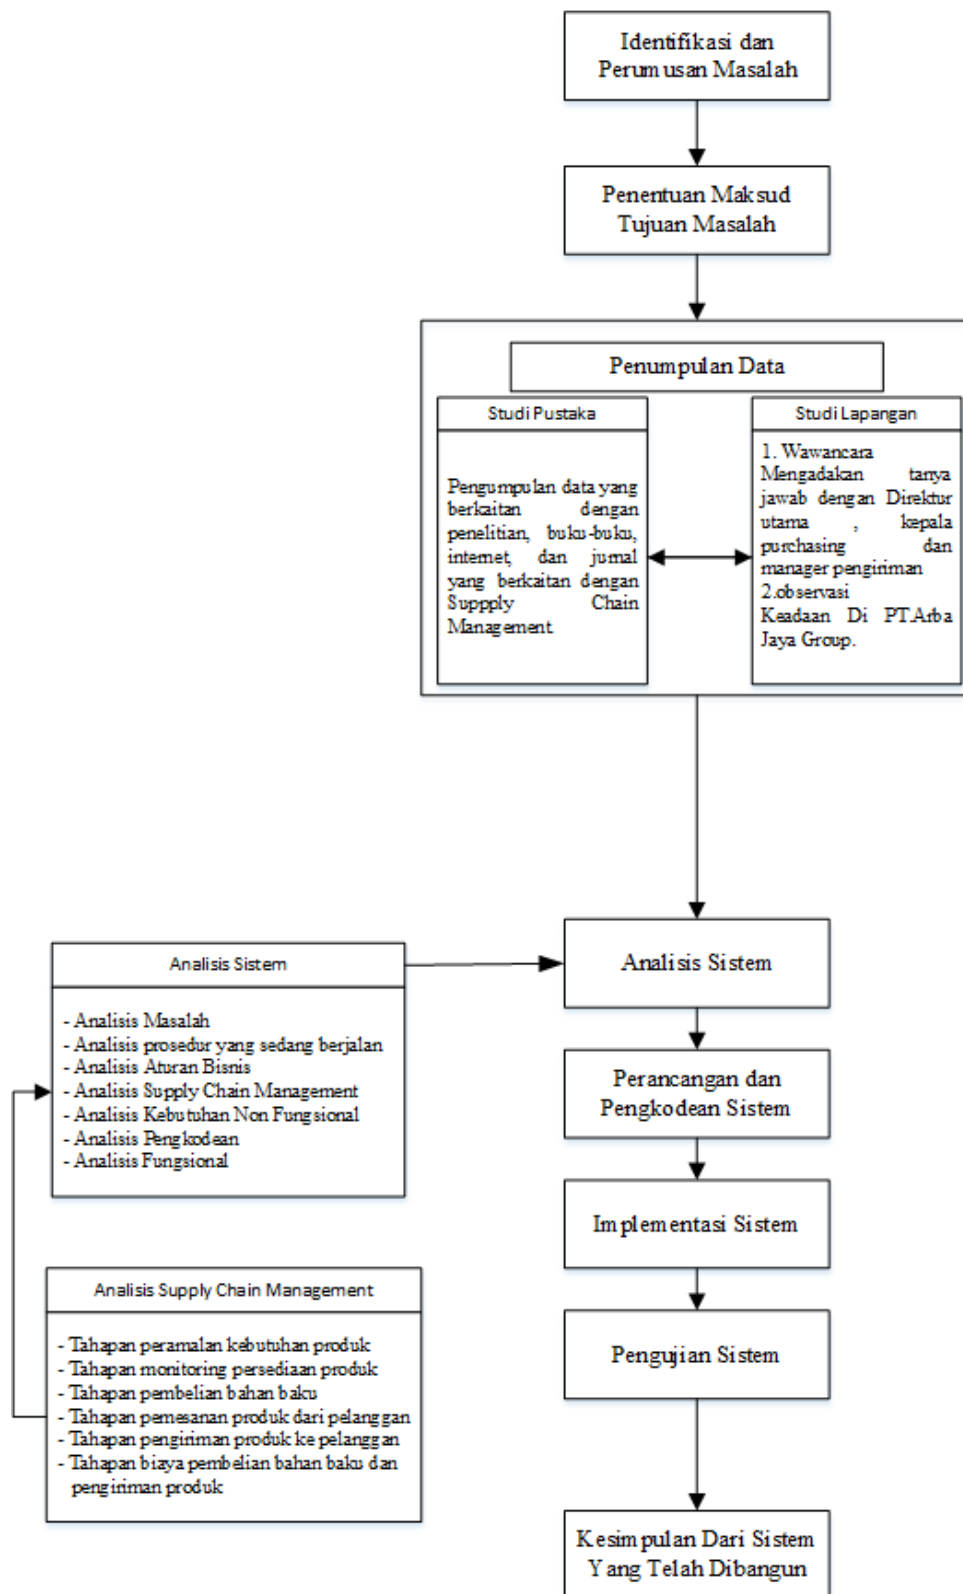 Identifikasi dan
Perumusan Masalah
Penentuan Maksud
Tujuan Masalah
Penumpulan Data
Studi Pustaka
Pengumpulan data yang
berkaitan dengan
penelitian, buku-buku,
internet, dan jurnal
yang berkaitan dengan
Suppply Chain
Management.
Studi Lapangan
1. Wawancara
Mengadakan tanya
jawab dengan Direktur
utama , kepala
purchasing dan
manager pengiriman
2.observasi
Keadaan Di PT.Arba
Jaya Group.
Analisis Sistem
- Analisis Masalah
- Analisis prosedur yang sedang berjalan
- Analisis Aturan Bisnis
- Analisis Supply Chain Management
- Analisis Kebutuhan Non Fungsional
- Analisis Pengkodean
- Analisis Fungsional
Analisis Supply Chain Management
- Tahapan peramalan kebutuhan produk
- Tahapan monitoring persediaan produk
- Tahapan pembelian bahan baku
- Tahapan pemesanan produk dari pelanggan
- Tahapan pengiriman produk ke pelanggan
- Tahapan biaya pembelian bahan baku dan
pengiriman produk
Analisis Sistem
Perancangan dan
Pengkodean Sistem
Implementasi Sistem
Pengujian Sistem
Kesimpulan Dari Sistem
Yang Telah Dibangun